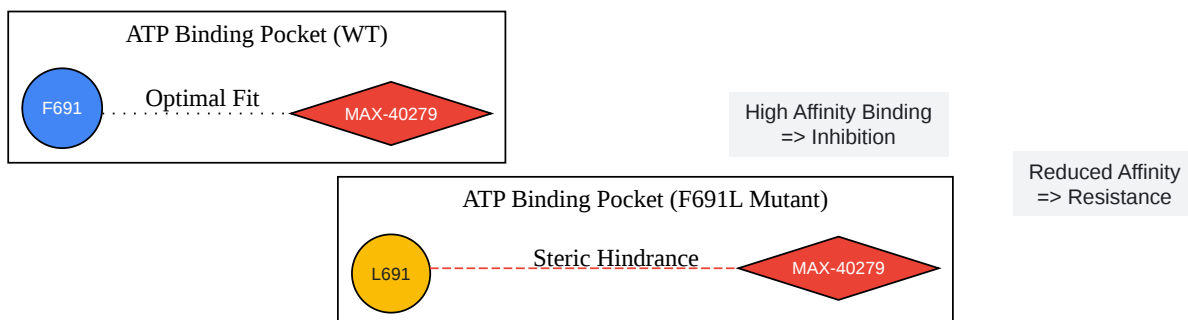 ATP Binding Pocket (WT)
F691
Optimal Fit
MAX-40279
High Affinity Binding
=> Inhibition
Reduced Affinity
=> Resistance
ATP Binding Pocket (F691L Mutant)
L691
Steric Hindrance
MAX-40279